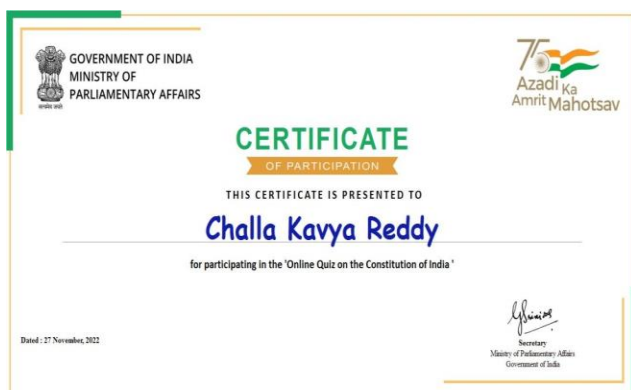 GOVERNMENT OF INDIA
MINISTRY OF
PARLIAMENTARY AFFAIRS
75
Azadi Ka
Amrit Mahotsav
CERTIFICATE
OF PARTICIPATION
THIS CERTIFICATE IS PRESENTED TO
Challa Kavya Reddy
for participating in the 'Online Quiz on the Constitution of India '
Dated : 27 November, 2022
Secretary
Ministry of Parliamentary Affairs
Government of India